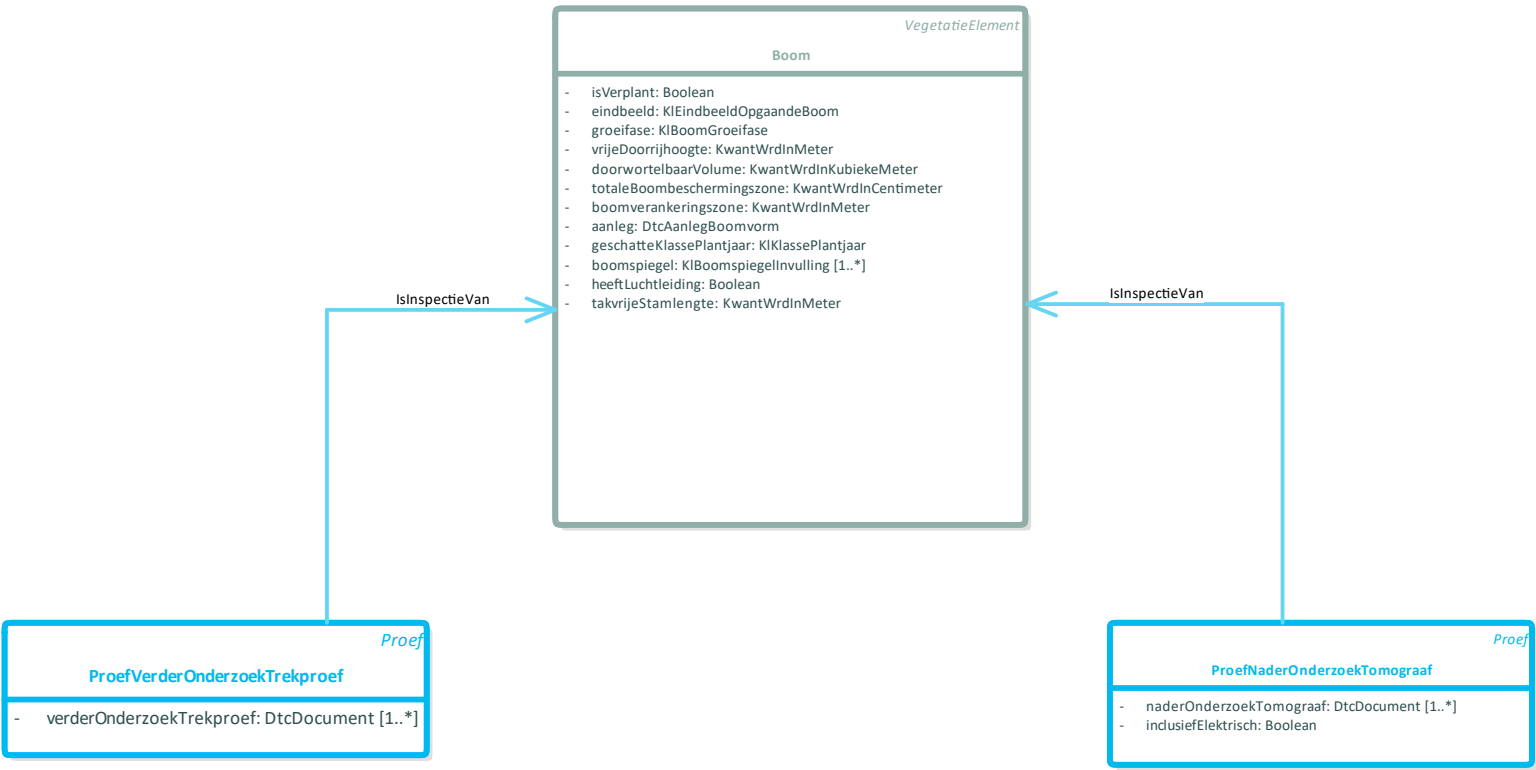 VegetatieElement
Boom
- isVerplant: Boolean
- eindbeeld: KlEindbeeldOpgaandeBoom
- groeifase: KlBoomGroeifase
- vrijeDoorrijhoogte: KwantWrdInMeter
- doorwortelbaarVolume: KwantWrdInKubiekeMeter
- totaleBoombeschermingszone: KwantWrdInCentimeter
- boomverankeringszone: KwantWrdInMeter
- aanleg: DtcAanlegBoomvorm
- geschatteKlassePlantjaar: KlKlassePlantjaar
- boomspiegel: KlBoomspiegelInvulling [1..*]
- heeftLuchtleiding: Boolean
- takvrijeStamlengte: KwantWrdInMeter
IsInspectieVan
IsInspectieVan
Proef
ProefVerderOnderzoekTrekproef
- verderOnderzoekTrekproef: DtcDocument [1..*]
Proef
ProefNaderOnderzoekTomograaf
- naderOnderzoekTomograaf: DtcDocument [1..*]
- inclusiefElektrisch: Boolean